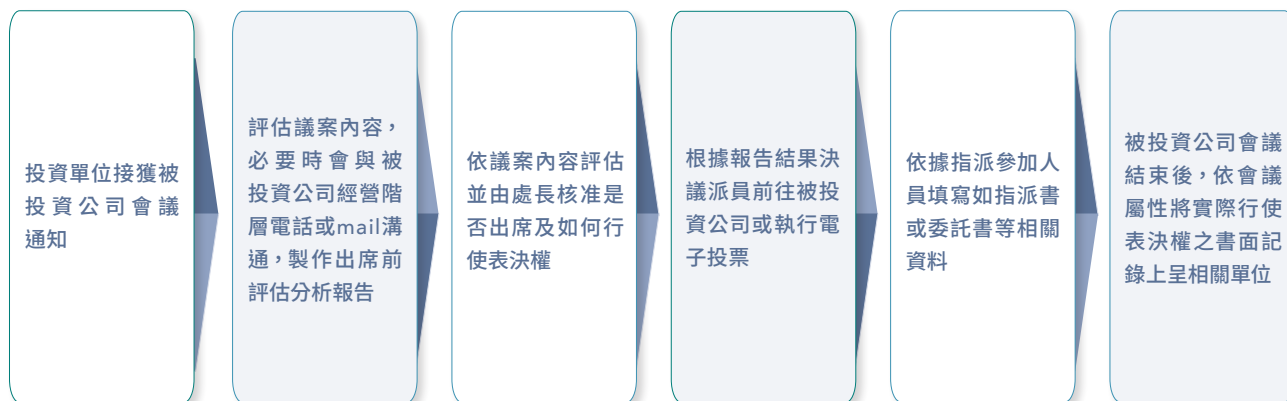 投資單位接獲被
投資公司會議
通知
評估議案內容，
必要時會與被
投資公司經營階
層電話或mail溝
通，製作出席前
評估分析報告
依議案內容評估
並由處長核准是
否出席及如何行
使表決權
根據報告結果決
議派員前往被投
資公司或執行電
子投票
依據指派參加人
員填寫如指派書
或委託書等相關
資料
被投資公司會議
結束後，依會議
屬性將實際行使
表決權之書面記
錄上呈相關單位